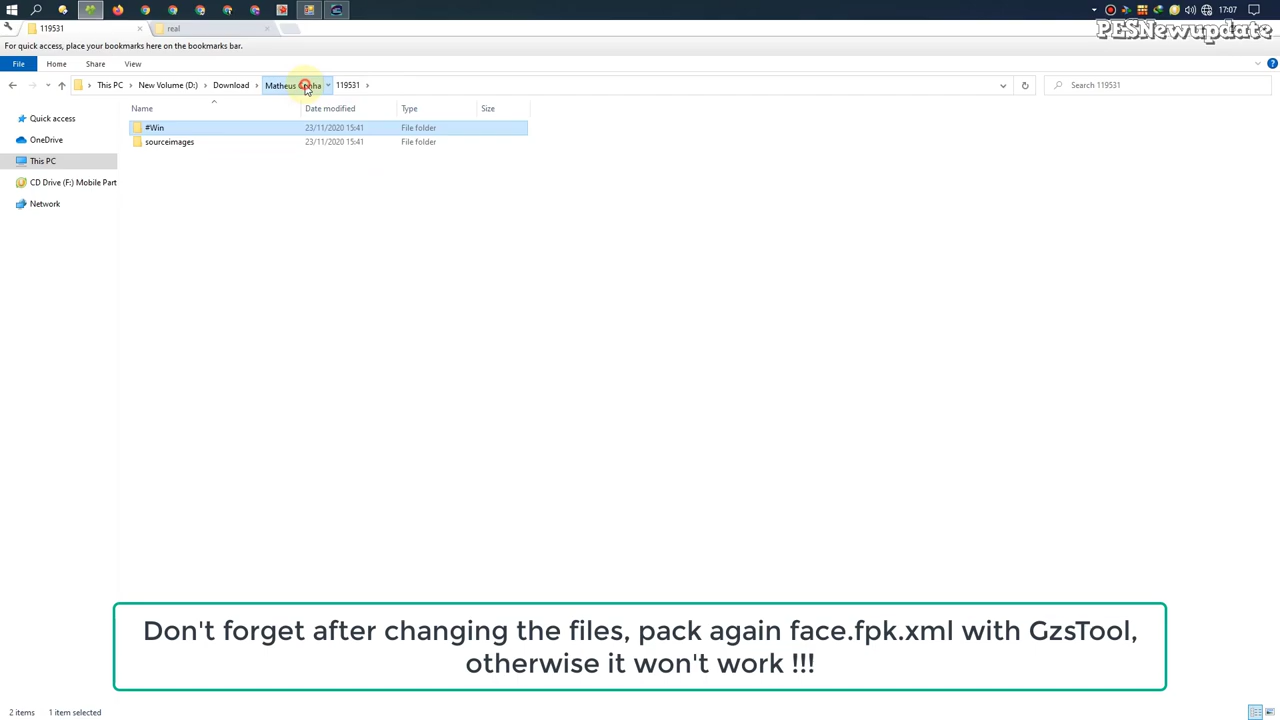 17:07
PESNewupdate
119531
real
For quick access, place your bookmarks here on the bookmarks bar.
File Home Share View
This PC New Volume (D:) Download Matheus Cunha 119531
Search 119531
Name Date modified Type Size
Quick access
#Win 23/11/2020 15:41 File folder
OneDrive
sourceimages 23/11/2020 15:41 File folder
This PC
CD Drive (F:) Mobile Part
Network
Don't forget after changing the files, pack again face.fpk.xml with GzsTool,
otherwise it won't work !!!
2 items 1 item selected